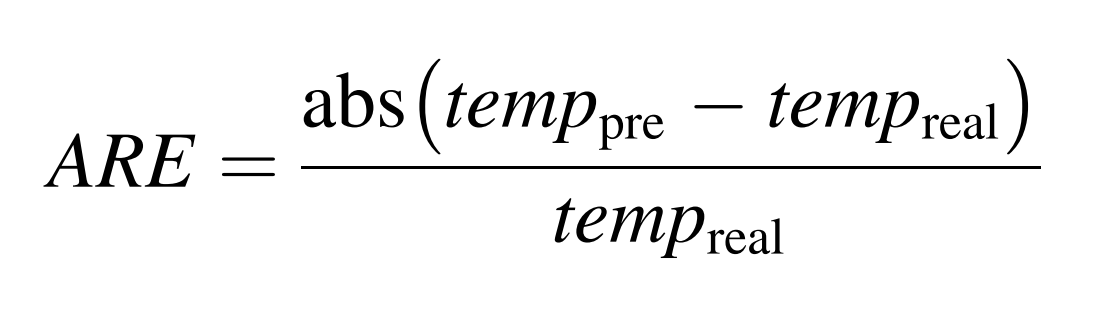 ARE = abs(temp_pre − temp_real) / temp_real